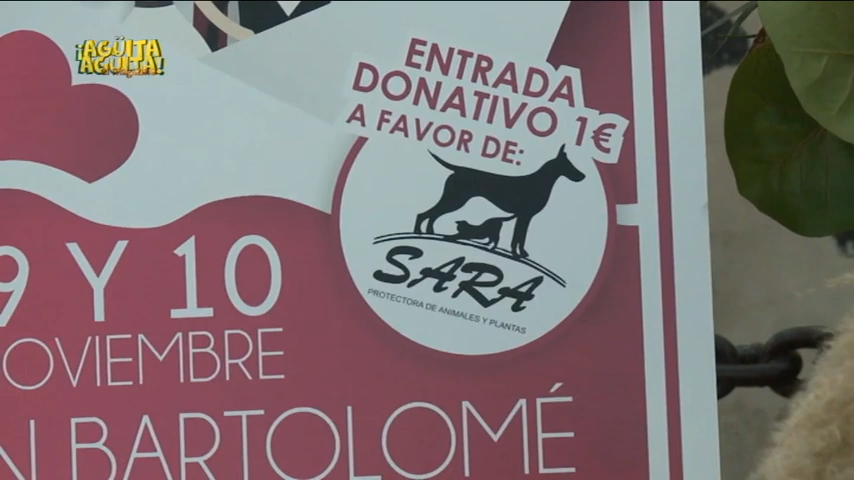 ¡AGÜITA
AGÜITA!
ENTRADA
DONATIVO 1€
A FAVOR DE:
SARA
PROTECTORA DE ANIMALES Y PLANTAS
9 Y 10
OVIEMBRE
N BARTOLOMÉ